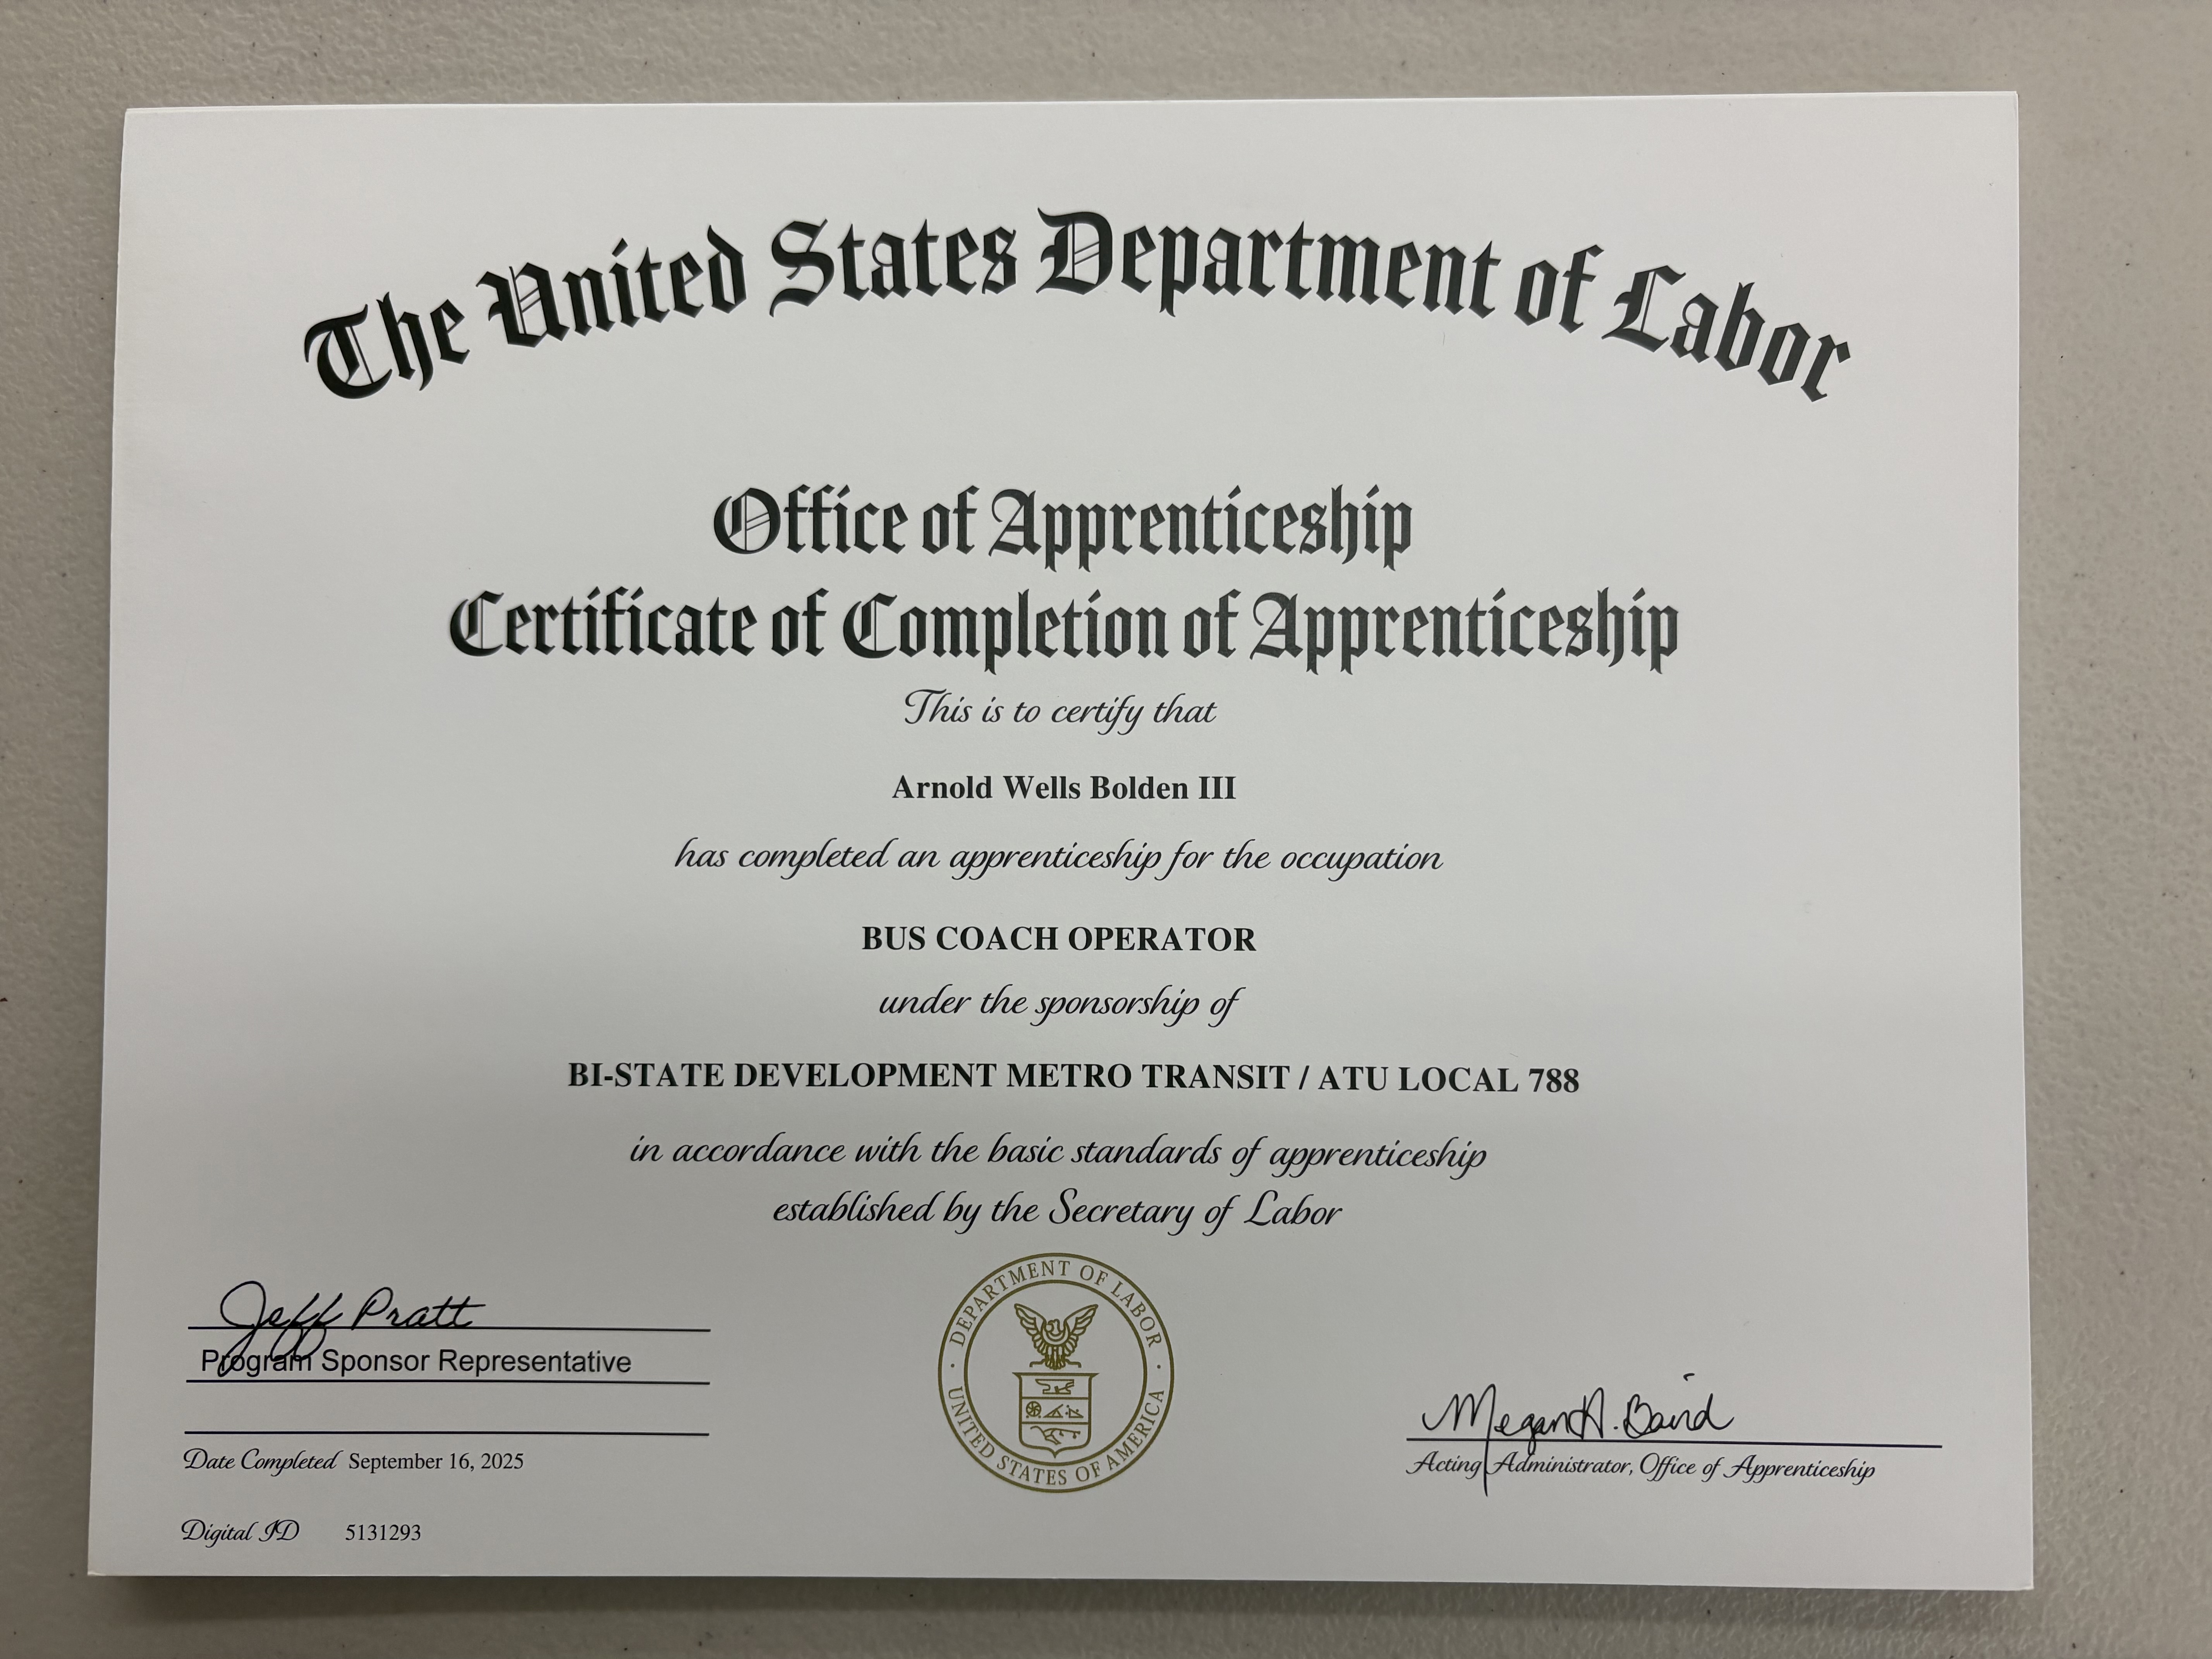 The United States Department of Labor
Office of Apprenticeship
Certificate of Completion of Apprenticeship
This is to certify that
Arnold Wells Bolden III
has completed an apprenticeship for the occupation
BUS COACH OPERATOR
under the sponsorship of
BI-STATE DEVELOPMENT METRO TRANSIT / ATU LOCAL 788
in accordance with the basic standards of apprenticeship
established by the Secretary of Labor
Jeff Pratt
Program Sponsor Representative
Date Completed September 16, 2025
Digital ID 5131293
DEPARTMENT OF LABOR
UNITED STATES OF AMERICA
Megan A. Baird
Acting Administrator, Office of Apprenticeship